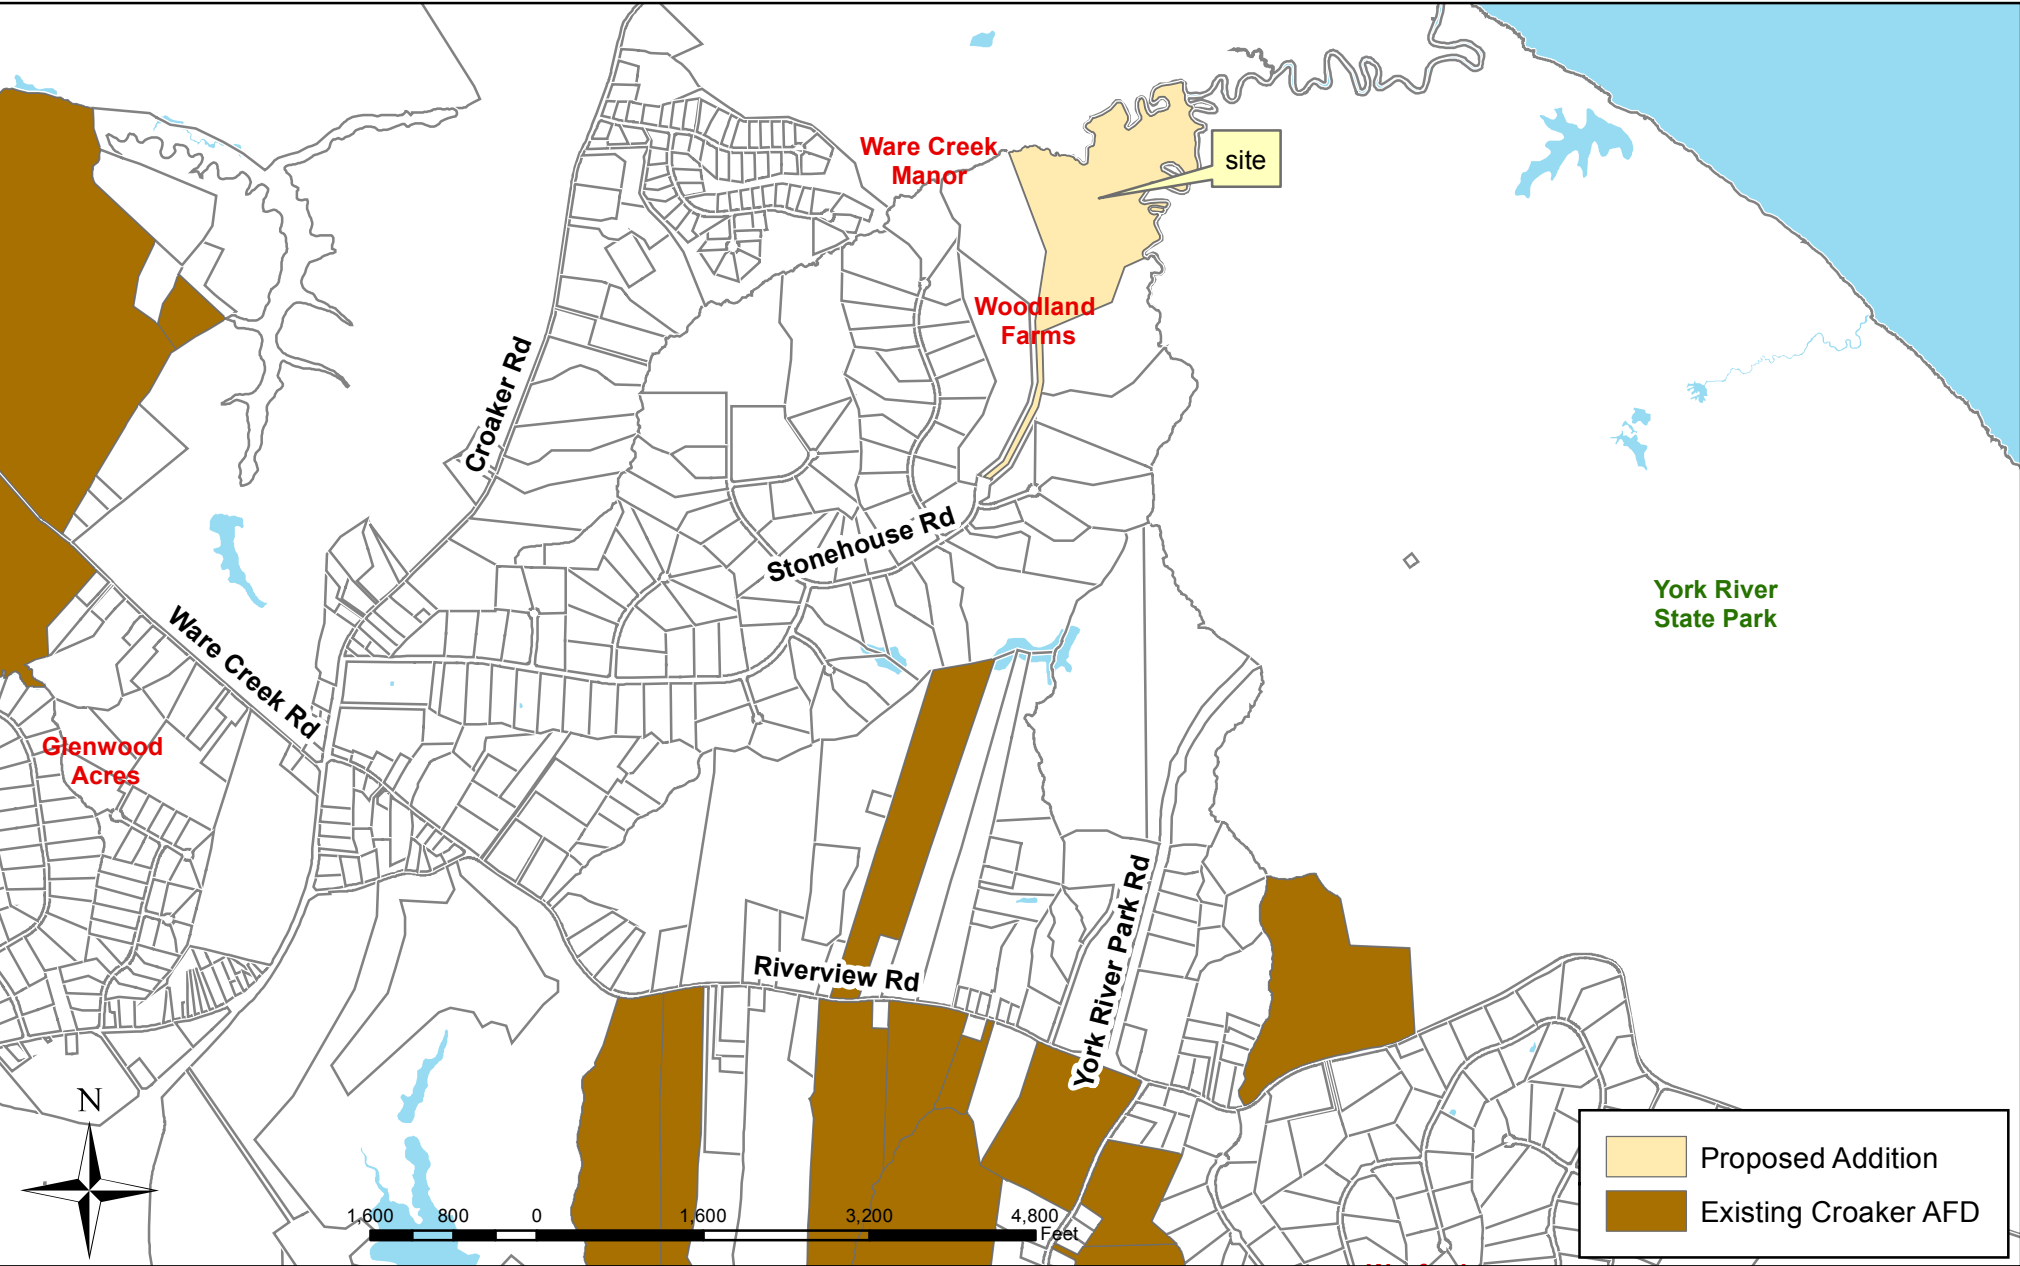 Ware Creek
Manor
site
Woodland
Farms
Croaker Rd
Stonehouse Rd
York River
State Park
Ware Creek Rd
Glenwood
Acres
York River Park Rd
Riverview Rd
N
1,600 800 0 1,600 3,200 4,800
Feet
Proposed Addition
Existing Croaker AFD